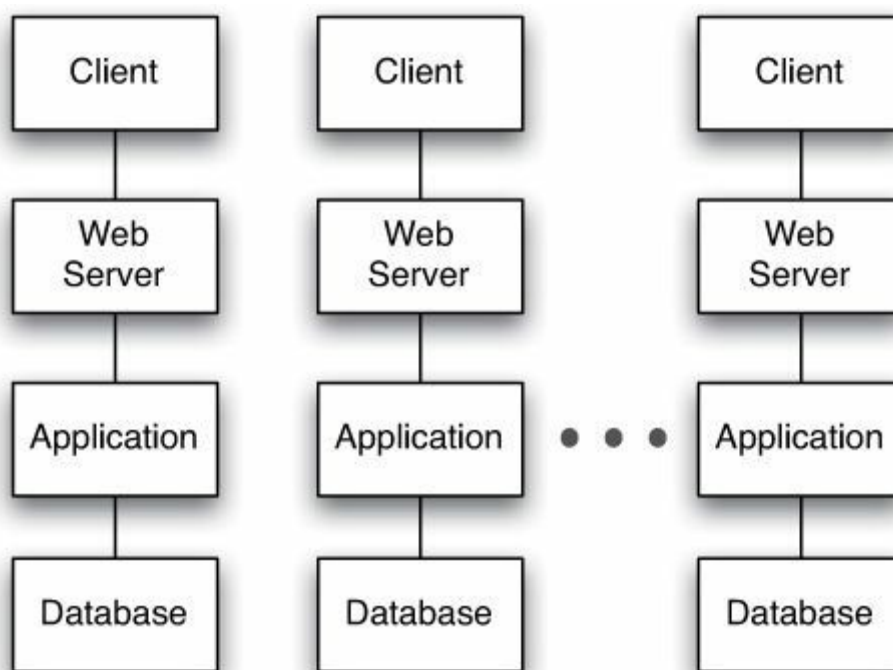 Client
Client
Client
Web
Server
Web
Server
Web
Server
Application
Application
Application
Database
Database
Database